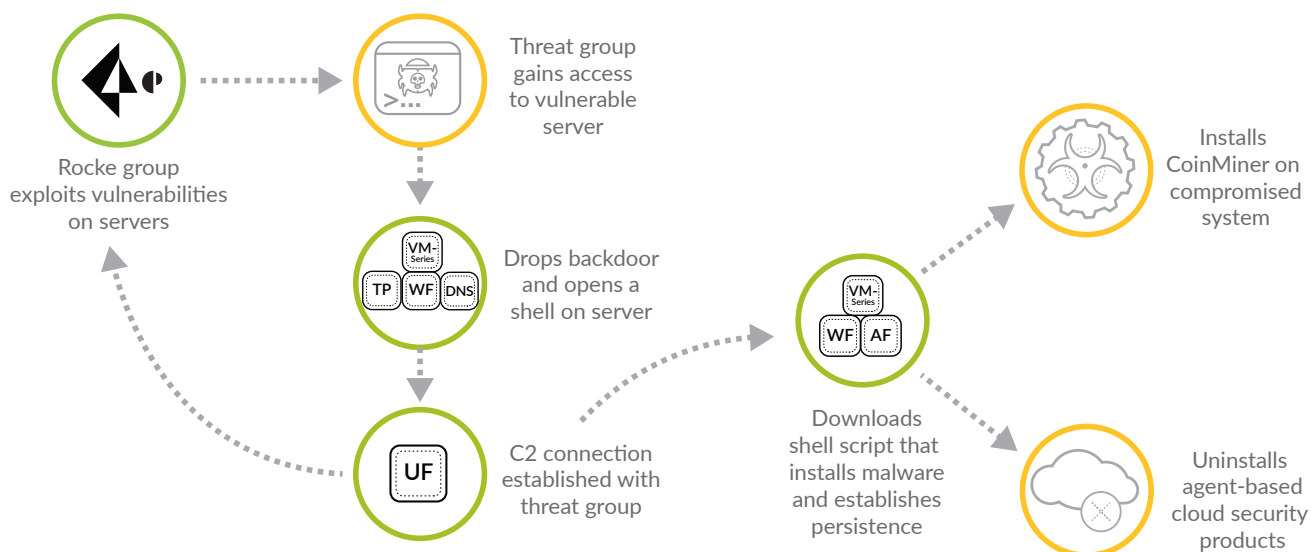 Rocke group
exploits vulnerabilities
on servers
>...
Threat group
gains access
to vulnerable
server
VM-
Series
TP
WF
DNS
Drops backdoor
and opens a
shell on server
UF
C2 connection
established with
threat group
VM-
Series
WF
AF
Downloads
shell script that
installs malware
and establishes
persistence
Installs
CoinMiner on
compromised
system
Uninstalls
agent-based
cloud security
products